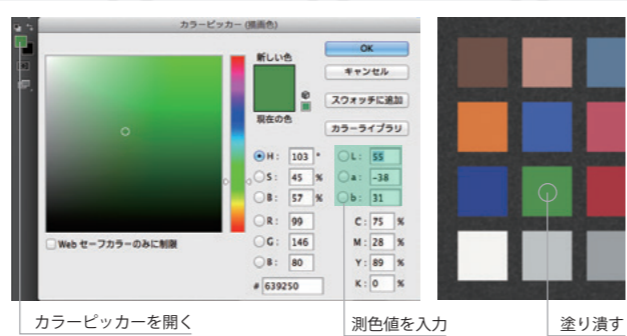 カラーピッカー (描画色)
新しい色
現在の色
OK
キャンセル
スウォッチに追加
カラーライブラリ
H: 103 °
S: 45 %
B: 57 %
R: 99
G: 146
B: 80
# 639250
L: 55
a: -38
b: 31
C: 75 %
M: 28 %
Y: 89 %
K: 0 %
Web セーフカラーのみに制限
カラーピッカーを開く
測色値を入力
塗り潰す